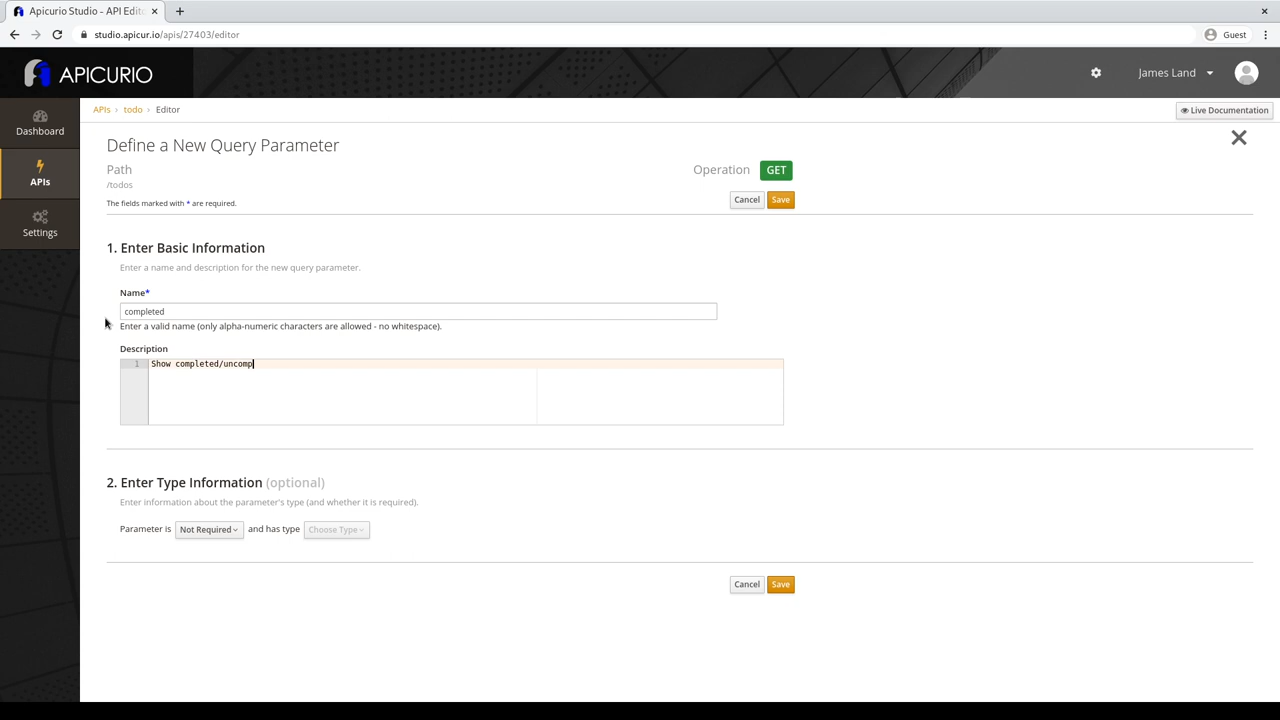 Apicurio Studio - API Edit
studio.apicur.io/apis/27403/editor
Guest
APICURIO
James Land
Dashboard
APIs
Settings
APIs › todo › Editor
Live Documentation
Define a New Query Parameter
Path
/todos
Operation GET
The fields marked with * are required.
Cancel Save
1. Enter Basic Information
Enter a name and description for the new query parameter.
Name*
completed
Enter a valid name (only alpha-numeric characters are allowed - no whitespace).
Description
1 Show completed/uncomp
2. Enter Type Information (optional)
Enter information about the parameter's type (and whether it is required).
Parameter is Not Required and has type Choose Type
Cancel Save